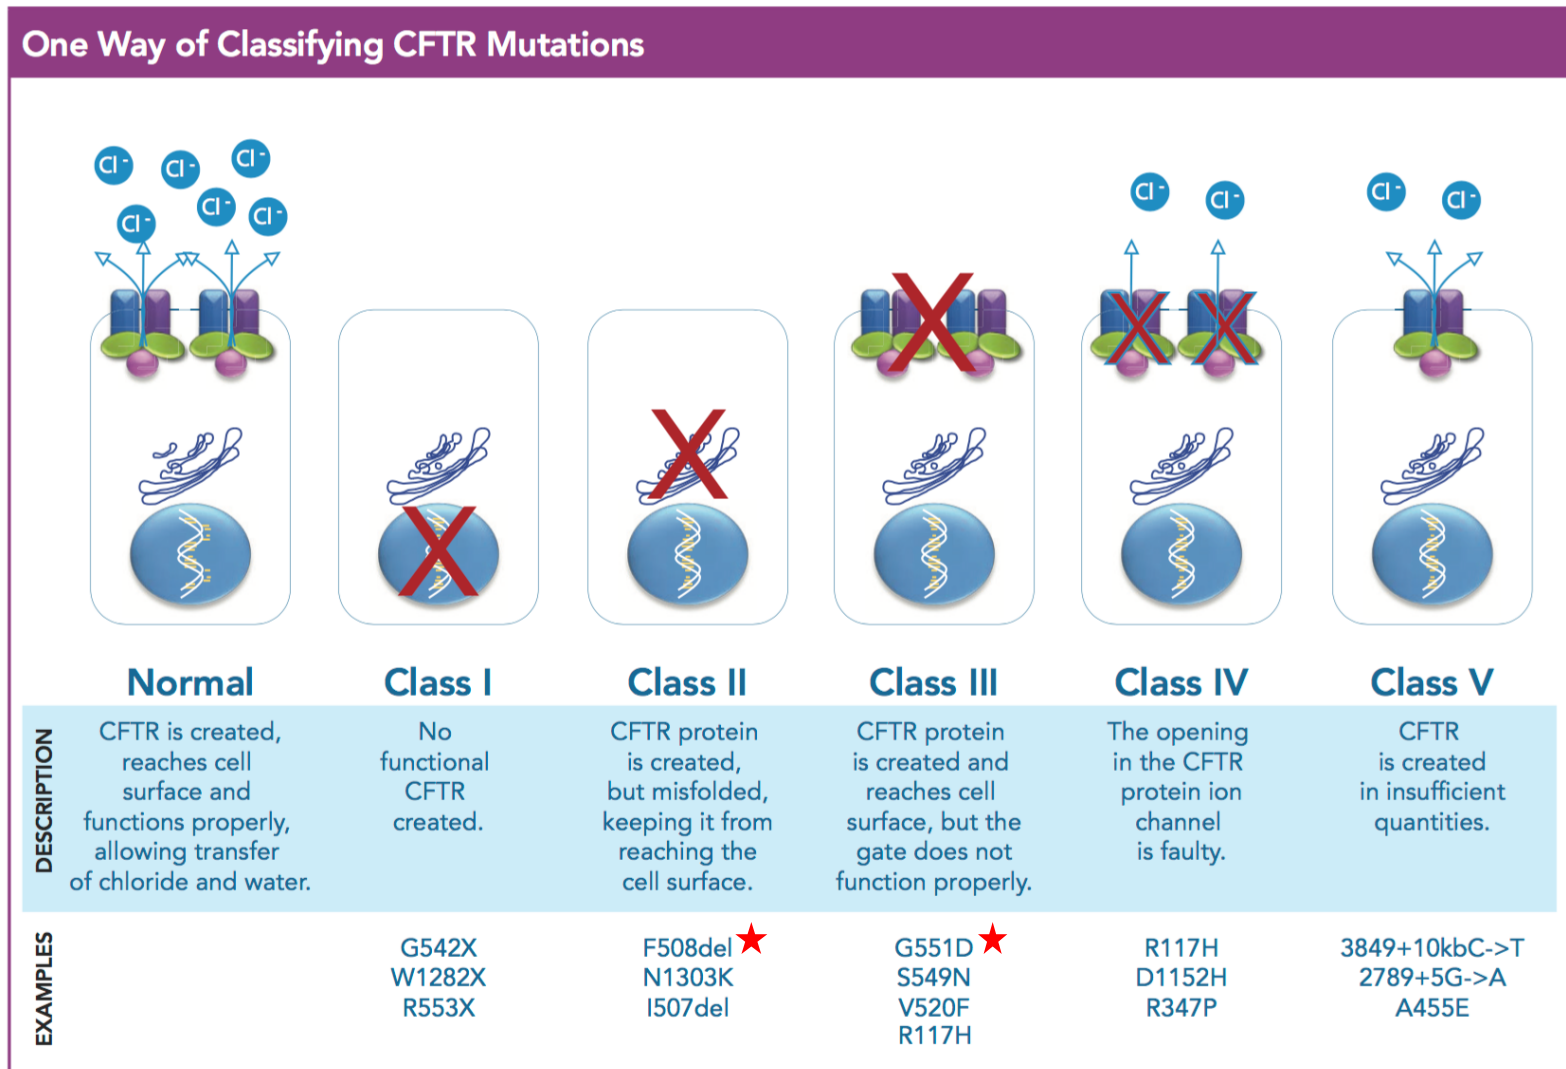 One Way of Classifying CFTR Mutations
Cl -
Cl -
Cl -
Cl -
Cl -
Cl -
Cl -
Cl -
Cl -
Cl -
Normal
Class I
Class II
Class III
Class IV
Class V
DESCRIPTION
CFTR is created,
reaches cell
surface and
functions properly,
allowing transfer
of chloride and water.
No
functional
CFTR
created.
CFTR protein
is created,
but misfolded,
keeping it from
reaching the
cell surface.
CFTR protein
is created and
reaches cell
surface, but the
gate does not
function properly.
The opening
in the CFTR
protein ion
channel
is faulty.
CFTR
is created
in insufficient
quantities.
EXAMPLES
G542X
W1282X
R553X
F508del
N1303K
I507del
G551D
S549N
V520F
R117H
R117H
D1152H
R347P
3849+10kbC->T
2789+5G->A
A455E